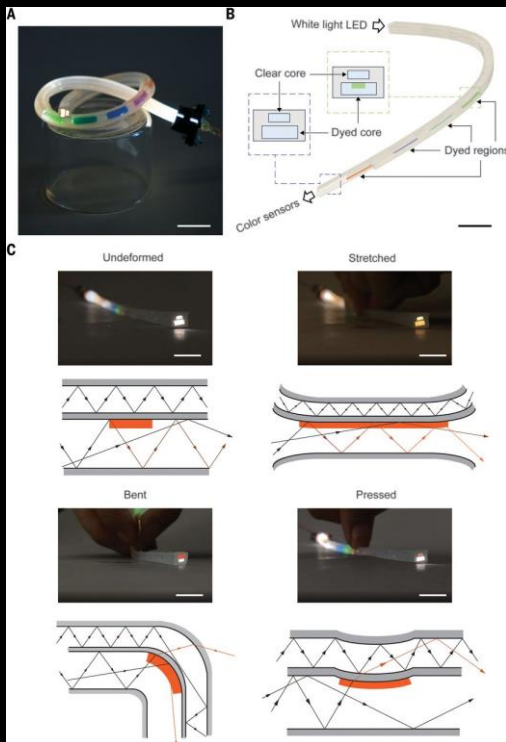 A
B
White light LED
Clear core
Dyed core
Dyed regions
Color sensors
C
Undeformed
Stretched
Bent
Pressed